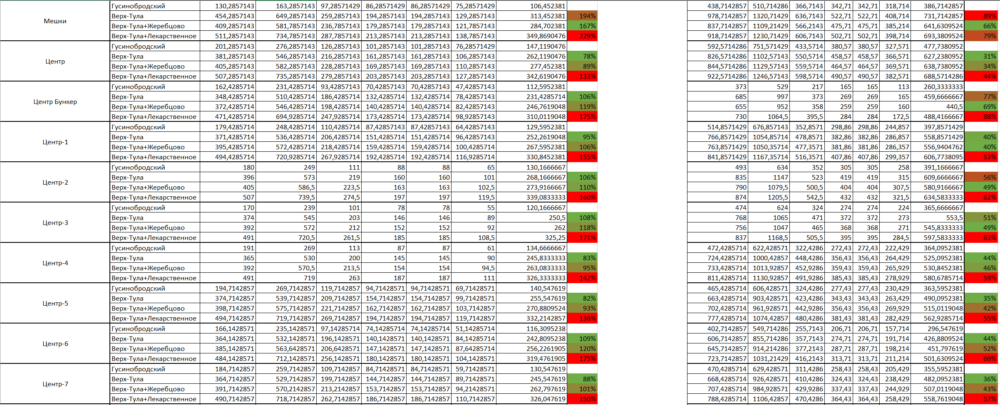 Мешки
Гусинобродский 130,2857143 163,2857143 97,28571429 86,28571429 86,28571429 75,28571429 106,452381 438,7142857 510,714286 366,7143 342,71 342,71 318,714 386,7142857
Верх-Тула 454,2857143 649,2857143 259,2857143 194,2857143 194,2857143 129,2857143 313,452381 194% 978,7142857 1320,71429 636,7143 522,71 522,71 408,714 731,7142857 89%
Верх-Тула+Жеребцово 409,2857143 581,7857143 236,7857143 179,2857143 179,2857143 121,7857143 284,702381 167% 837,7142857 1109,21429 566,2143 475,71 475,71 385,214 641,6309524 66%
Верх-Тула+Лекарственное 511,2857143 734,7857143 287,7857143 213,2857143 213,2857143 138,7857143 349,8690476 229% 918,7142857 1230,71429 606,7143 502,71 502,71 398,714 693,3809524 79%
Центр
Гусинобродский 201,2857143 276,2857143 126,2857143 101,2857143 101,2857143 76,28571429 147,1190476 592,5714286 751,571429 433,5714 380,57 380,57 327,571 477,7380952
Верх-Тула 381,2857143 546,2857143 216,2857143 161,2857143 161,2857143 106,2857143 262,1190476 78% 826,5714286 1102,57143 550,5714 458,57 458,57 366,571 627,2380952 31%
Верх-Тула+Жеребцово 405,2857143 582,2857143 228,2857143 169,2857143 169,2857143 110,2857143 277,452381 89% 844,5714286 1129,57143 559,5714 464,57 464,57 369,571 638,7380952 34%
Верх-Тула+Лекарственное 507,2857143 735,2857143 279,2857143 203,2857143 203,2857143 127,2857143 342,6190476 133% 922,5714286 1246,57143 598,5714 490,57 490,57 382,571 688,5714286 44%
Центр Бункер
Гусинобродский 162,4285714 231,4285714 93,42857143 70,42857143 70,42857143 47,42857143 112,5952381 373 529 217 165 165 113 260,3333333
Верх-Тула 348,4285714 510,4285714 186,4285714 132,4285714 132,4285714 78,42857143 231,4285714 106% 685 997 373 269 269 165 459,6666667 77%
Верх-Тула+Жеребцово 372,4285714 546,4285714 198,4285714 140,4285714 140,4285714 82,42857143 246,7619048 119% 655 952 358 259 259 160 440,5 69%
Верх-Тула+Лекарственное 471,4285714 694,9285714 247,9285714 173,4285714 173,4285714 98,92857143 310,0119048 175% 730 1064,5 395,5 284 284 172,5 488,4166667 88%
Центр-1
Гусинобродский 179,4285714 248,4285714 110,4285714 87,42857143 87,42857143 64,42857143 129,5952381 514,8571429 676,857143 352,8571 298,86 298,86 244,857 397,8571429
Верх-Тула 371,4285714 536,4285714 206,4285714 151,4285714 151,4285714 96,42857143 252,2619048 95% 766,8571429 1054,85714 478,8571 382,86 382,86 286,857 558,8571429 40%
Верх-Тула+Жеребцово 395,4285714 572,4285714 218,4285714 159,4285714 159,4285714 100,4285714 267,5952381 106% 763,8571429 1050,35714 477,3571 381,86 381,86 286,357 556,9404762 40%
Верх-Тула+Лекарственное 494,4285714 720,9285714 267,9285714 192,4285714 192,4285714 116,9285714 330,8452381 155% 841,8571429 1167,35714 516,3571 407,86 407,86 299,357 606,7738095 53%
Центр-2
Гусинобродский 180 249 111 88 88 65 130,1666667 493 634 352 305 305 258 391,1666667
Верх-Тула 396 573 219 160 160 101 268,1666667 106% 835 1147 523 419 419 315 609,6666667 56%
Верх-Тула+Жеребцово 405 586,5 223,5 163 163 102,5 273,9166667 110% 790 1079,5 500,5 404 404 307,5 580,9166667 49%
Верх-Тула+Лекарственное 507 739,5 274,5 197 197 119,5 339,0833333 160% 874 1205,5 542,5 432 432 321,5 634,5833333 62%
Центр-3
Гусинобродский 170 239 101 78 78 55 120,1666667 474 624 324 274 274 224 365,6666667
Верх-Тула 374 545 203 146 146 89 250,5 108% 768 1065 471 372 372 273 553,5 51%
Верх-Тула+Жеребцово 392 572 212 152 152 92 262 118% 756 1047 465 368 368 271 545,8333333 49%
Верх-Тула+Лекарственное 491 720,5 261,5 185 185 108,5 325,25 171% 837 1168,5 505,5 395 395 284,5 597,5833333 63%
Центр-4
Гусинобродский 191 269 113 87 87 61 134,6666667 472,4285714 622,428571 322,4286 272,43 272,43 222,429 364,0952381
Верх-Тула 365 530 200 145 145 90 245,8333333 83% 724,4285714 1000,42857 448,4286 356,43 356,43 264,429 525,0952381 44%
Верх-Тула+Жеребцово 392 570,5 213,5 154 154 94,5 263,0833333 95% 733,4285714 1013,92857 452,9286 359,43 359,43 265,929 530,8452381 46%
Верх-Тула+Лекарственное 491 719 263 187 187 111 326,3333333 142% 811,4285714 1130,92857 491,9286 385,43 385,43 278,929 580,6785714 59%
Центр-5
Гусинобродский 194,7142857 269,7142857 119,7142857 94,71428571 94,71428571 69,71428571 140,547619 465,4285714 606,428571 324,4286 277,43 277,43 230,429 363,5952381
Верх-Тула 374,7142857 539,7142857 209,7142857 154,7142857 154,7142857 99,71428571 255,547619 82% 663,4285714 903,428571 423,4286 343,43 343,43 263,429 490,0952381 35%
Верх-Тула+Жеребцово 398,7142857 575,7142857 221,7142857 162,7142857 162,7142857 103,7142857 270,8809524 93% 702,4285714 961,928571 442,9286 356,43 356,43 269,929 515,0119048 42%
Верх-Тула+Лекарственное 494,7142857 719,7142857 269,7142857 194,7142857 194,7142857 119,7142857 332,2142857 136% 777,4285714 1074,42857 480,4286 381,43 381,43 282,429 562,9285714 55%
Центр-6
Гусинобродский 166,1428571 235,1428571 97,14285714 74,14285714 74,14285714 51,14285714 116,3095238 402,7142857 549,714286 255,7143 206,71 206,71 157,714 296,547619
Верх-Тула 364,1428571 532,1428571 196,1428571 140,1428571 140,1428571 84,14285714 242,8095238 109% 606,7142857 855,714286 357,7143 274,71 274,71 191,714 426,8809524 44%
Верх-Тула+Жеребцово 385,1428571 563,6428571 206,6428571 147,1428571 147,1428571 87,64285714 256,2261905 120% 645,7142857 914,214286 377,2143 287,71 287,71 198,214 451,797619 52%
Верх-Тула+Лекарственное 484,1428571 712,1428571 256,1428571 180,1428571 180,1428571 104,1428571 319,4761905 175% 723,7142857 1031,21429 416,2143 313,71 313,71 211,214 501,6309524 69%
Центр-7
Гусинобродский 184,7142857 259,7142857 109,7142857 84,71428571 84,71428571 59,71428571 130,547619 470,4285714 629,428571 311,4286 258,43 258,43 205,429 355,5952381
Верх-Тула 364,7142857 529,7142857 199,7142857 144,7142857 144,7142857 89,71428571 245,547619 88% 668,4285714 926,428571 410,4286 324,43 324,43 238,429 482,0952381 36%
Верх-Тула+Жеребцово 391,7142857 570,2142857 213,2142857 153,7142857 153,7142857 94,21428571 262,797619 101% 707,4285714 984,928571 429,9286 337,43 337,43 244,929 507,0119048 43%
Верх-Тула+Лекарственное 490,7142857 718,7142857 262,7142857 186,7142857 186,7142857 110,7142857 326,047619 150% 788,4285714 1106,42857 470,4286 364,43 364,43 258,429 558,7619048 57%